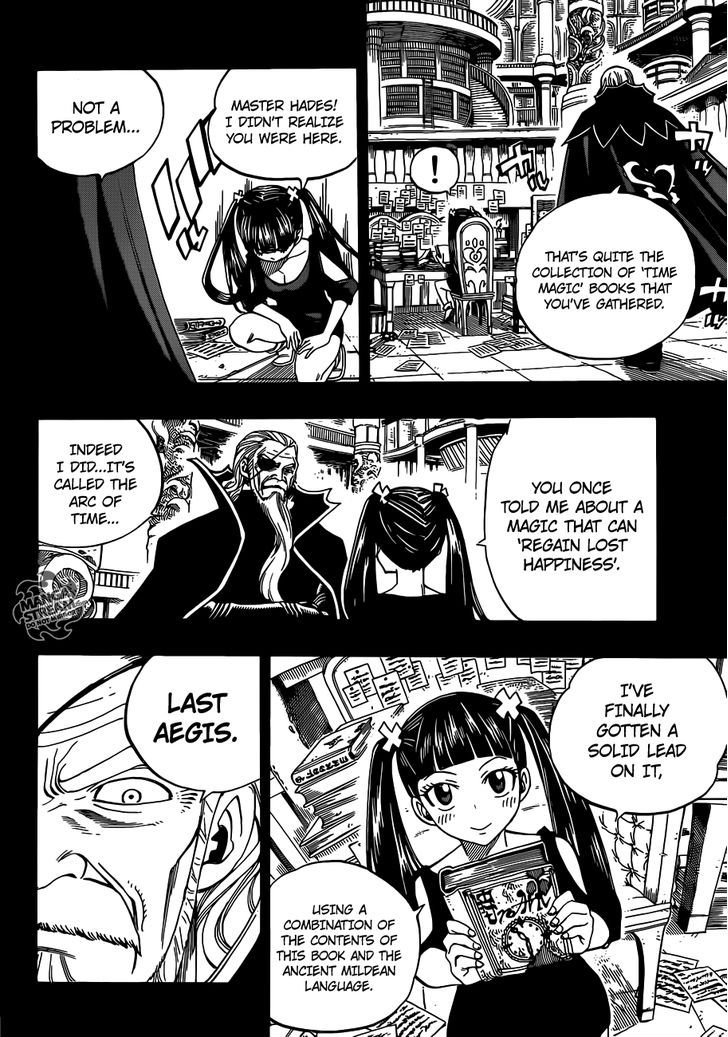 THAT'S QUITE THE
COLLECTION OF 'TIME
MAGIC' BOOKS THAT
YOU'VE GATHERED.
!
MASTER HADES!
I DIDN'T REALIZE
YOU WERE HERE.
NOT A
PROBLEM...
YOU ONCE
TOLD ME ABOUT A
MAGIC THAT CAN
'REGAIN LOST
HAPPINESS'.
INDEED
I DID...IT'S
CALLED THE
ARC OF
TIME...
MANGA
STREAM
I'VE
FINALLY
GOTTEN A
SOLID LEAD
ON IT,
USING A
COMBINATION
OF THE
CONTENTS OF
THIS BOOK AND THE
ANCIENT MILDEAN
LANGUAGE.
LAST
AEGIS.